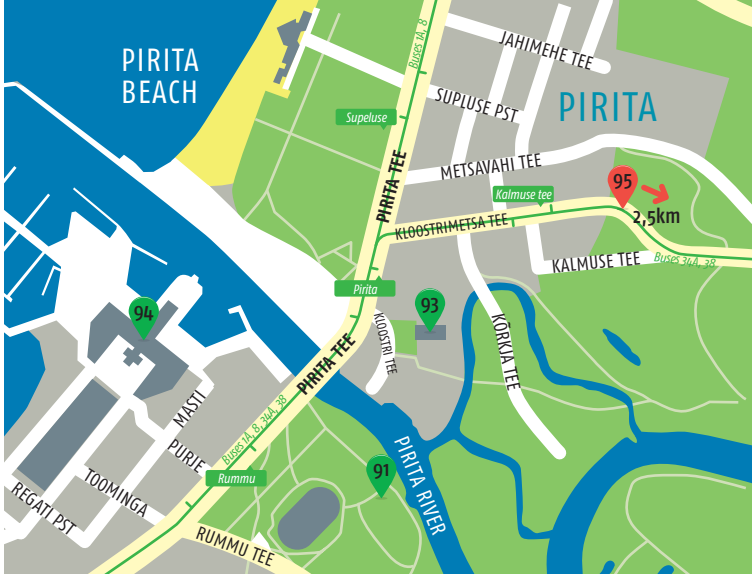 PIRITA
BEACH
Buses 1A, 8
JAHIMEHE TEE
SUPLUSE PST
PIRITA
Supeluse
PIRITA TEE
METSAVAHI TEE
95
2,5km
Kalmuse tee
KLOOSTRIMETSA TEE
KALMUSE TEE
Buses 34A, 38
Pirita
94
93
KLOOSTRI TEE
KÕRKJA TEE
PIRITA TEE
MASTI
Buses 1A, 8, 34A, 38
PURJE
PIRITA RIVER
91
Rummu
TOOMINGA
REGATI PST
RUMMU TEE